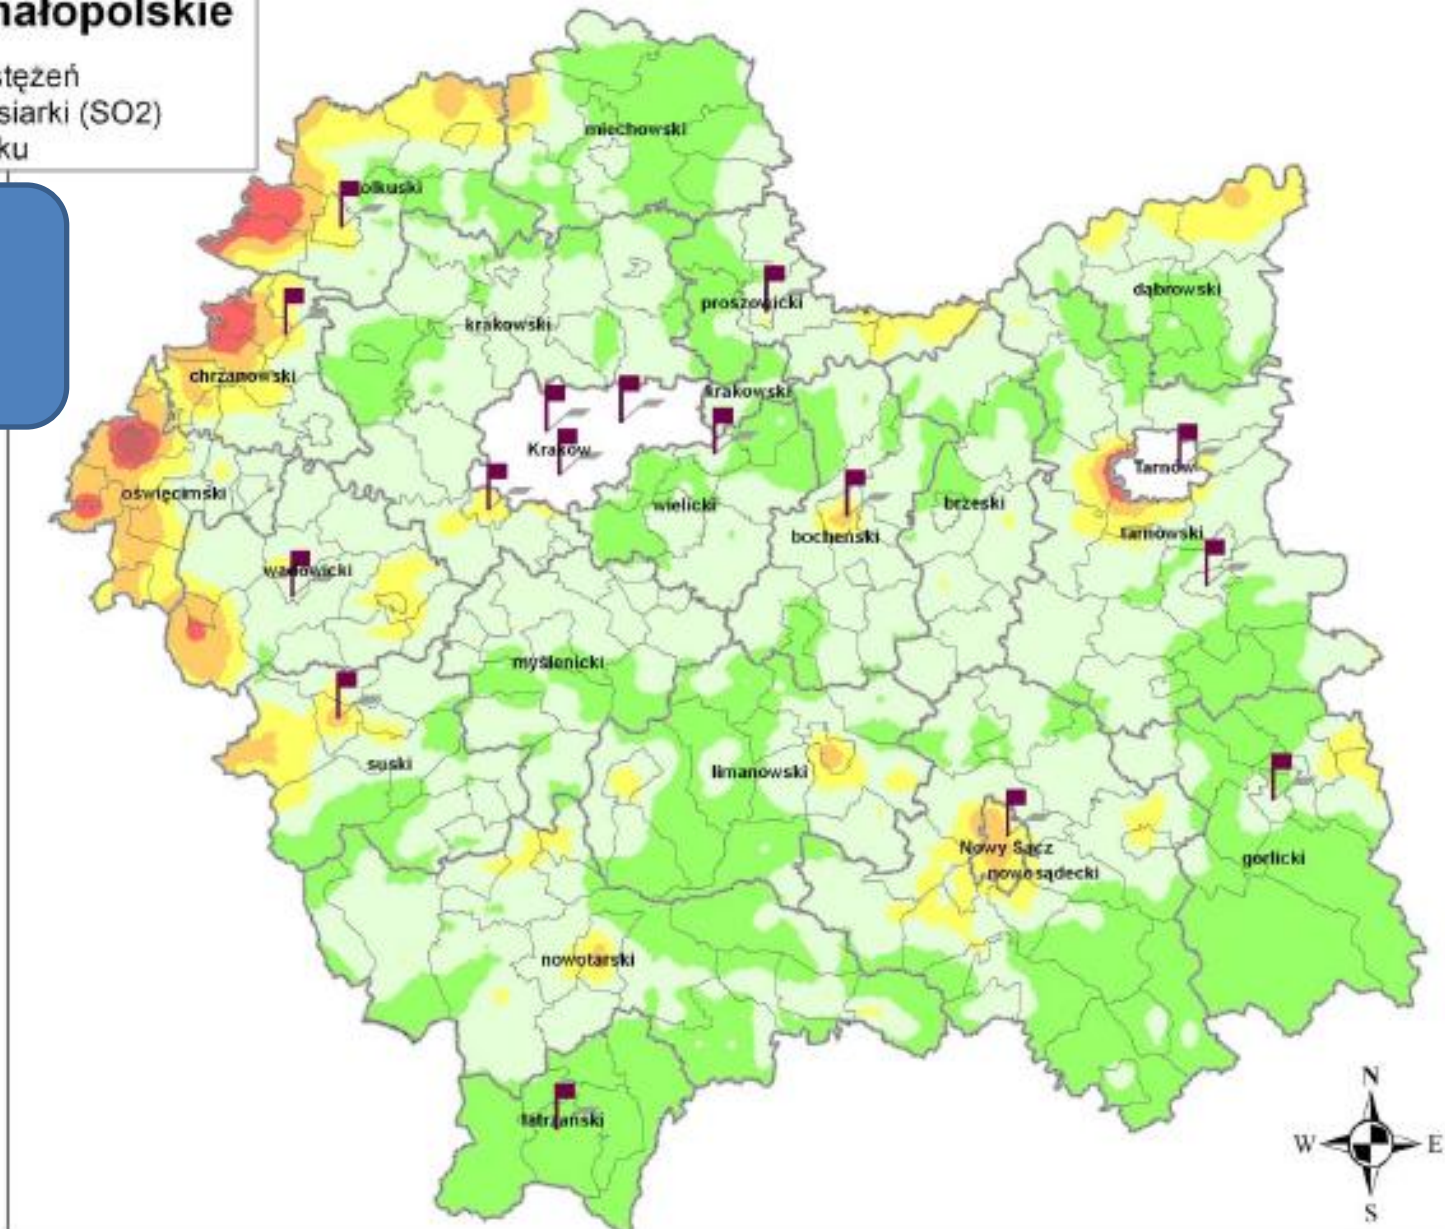 małopolskie
stężeń
siarki (SO2)
ku
miechowski
olkuski
proszowicki
dąbrowski
krakowski
chrzanowski
krakowski
Kraków
Tarnów
oświęcimski
wielicki
brzeski
bocheński
tarnowski
wadowicki
myślenicki
suski
limanowski
Nowy Sącz
nowosądecki
gorlicki
nowotarski
tatrzański
N
W
E
S